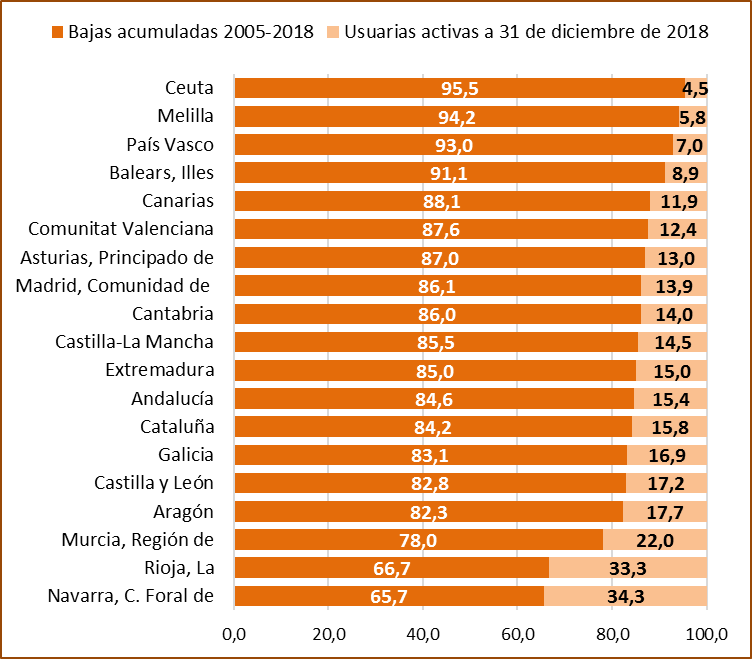 Bajas acumuladas 2005-2018 Usuarias activas a 31 de diciembre de 2018
Ceuta 95,5 4,5
Melilla 94,2 5,8
País Vasco 93,0 7,0
Balears, Illes 91,1 8,9
Canarias 88,1 11,9
Comunitat Valenciana 87,6 12,4
Asturias, Principado de 87,0 13,0
Madrid, Comunidad de 86,1 13,9
Cantabria 86,0 14,0
Castilla-La Mancha 85,5 14,5
Extremadura 85,0 15,0
Andalucía 84,6 15,4
Cataluña 84,2 15,8
Galicia 83,1 16,9
Castilla y León 82,8 17,2
Aragón 82,3 17,7
Murcia, Región de 78,0 22,0
Rioja, La 66,7 33,3
Navarra, C. Foral de 65,7 34,3
0,0 20,0 40,0 60,0 80,0 100,0